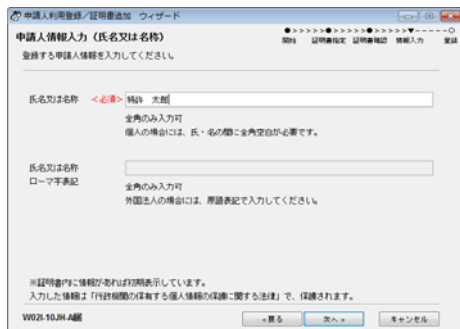 申請人利用登録／証明書追加 ウィザード
申請人情報入力（氏名又は名称）
●>>>>>●>>>>>●>>>>>▼-----○
開始 証明書指定 証明書確認 情報入力 登録
登録する申請人情報を入力してください。
氏名又は名称 ＜必須＞ 特許 太郎
全角のみ入力可
個人の場合には、氏・名の間に全角空白が必要です。
氏名又は名称
ローマ字表記
全角のみ入力可
外国法人の場合には、原語表記で入力してください。
※証明書内に情報があれば初期表示しています。
入力した情報は「行政機関の保有する個人情報の保護に関する法律」で、保護されます。
＜戻る 次へ＞ キャンセル